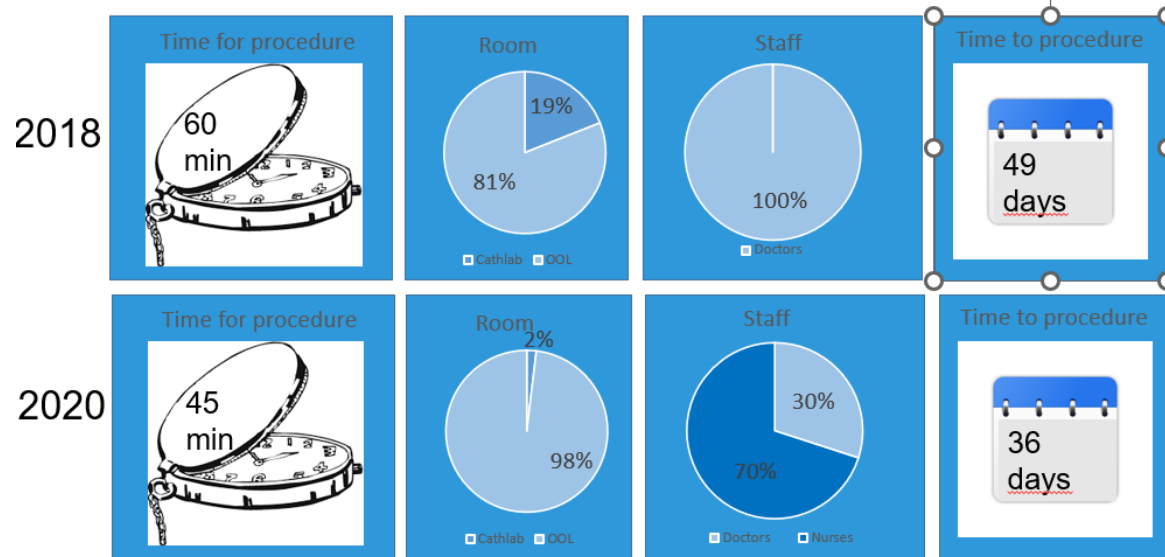 Time for procedure
Room
Staff
Time to procedure
2018
60
min
19%
81%
100%
49
days
Cathlab OOL
Doctors
Time for procedure
Room
Staff
Time to procedure
2020
45
min
2%
98%
30%
70%
36
days
Cathlab OOL
Doctors Nurses